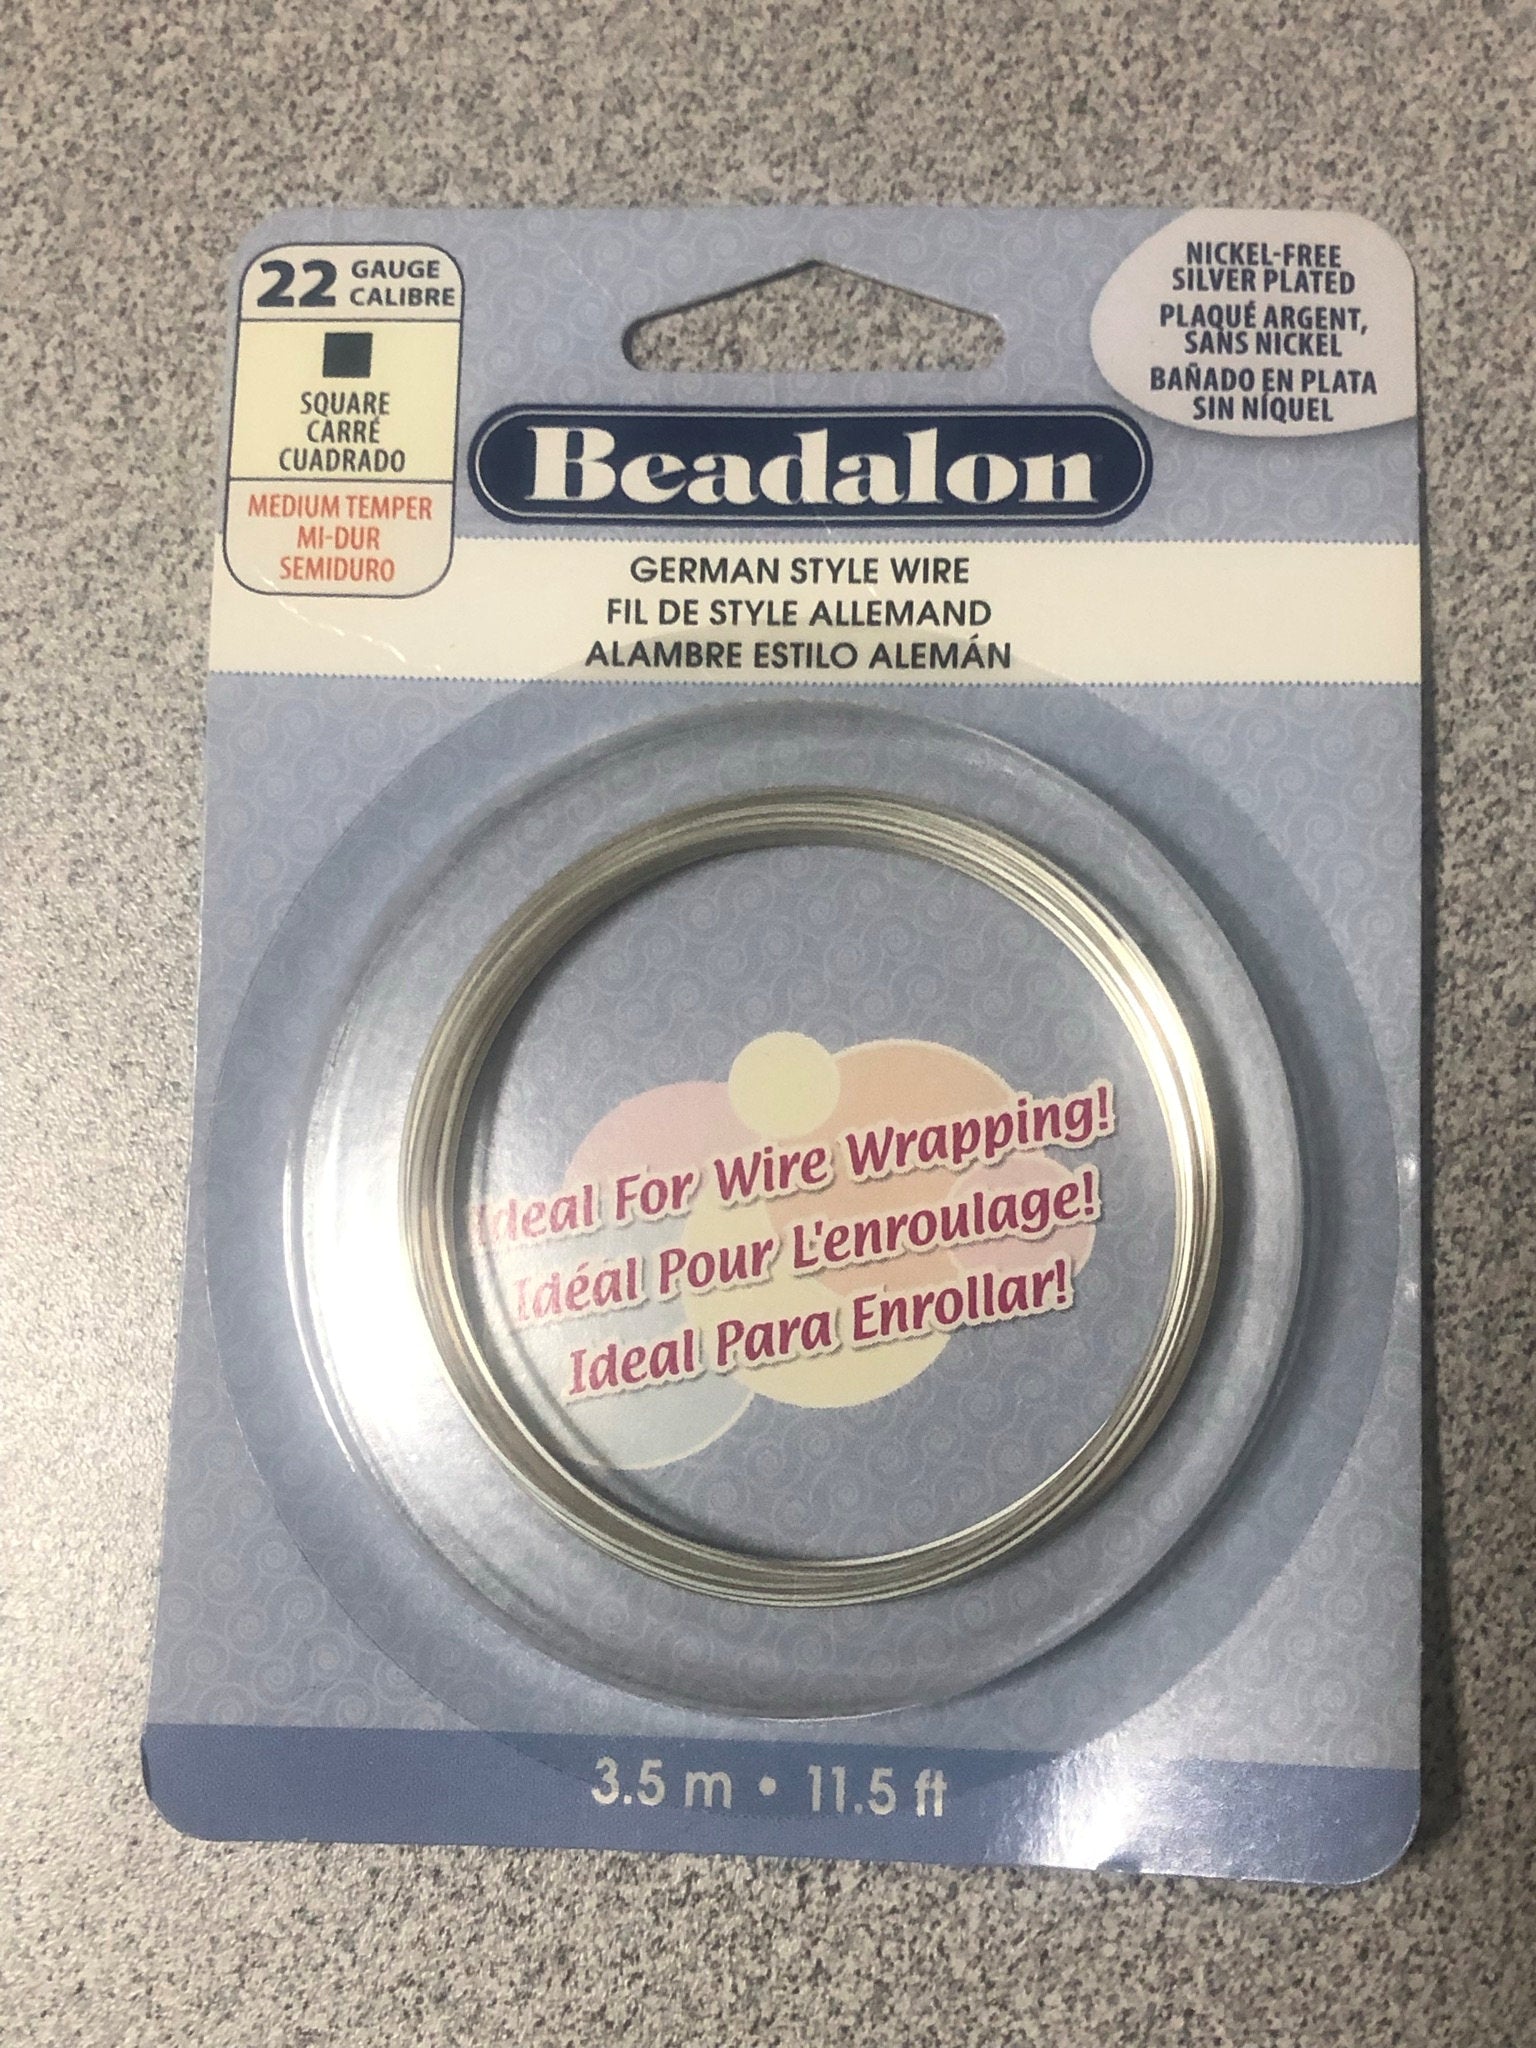 22 GAUGE
CALIBRE
SQUARE
CARRÉ
CUADRADO
MEDIUM TEMPER
MI-DUR
SEMIDURO
NICKEL-FREE
SILVER PLATED
PLAQUÉ ARGENT,
SANS NICKEL
BAÑADO EN PLATA
SIN NÍQUEL
Beadalon
GERMAN STYLE WIRE
FIL DE STYLE ALLEMAND
ALAMBRE ESTILO ALEMÁN
Ideal For Wire Wrapping!
Idéal Pour L'enroulage!
Ideal Para Enrollar!
3.5 m • 11.5 ft